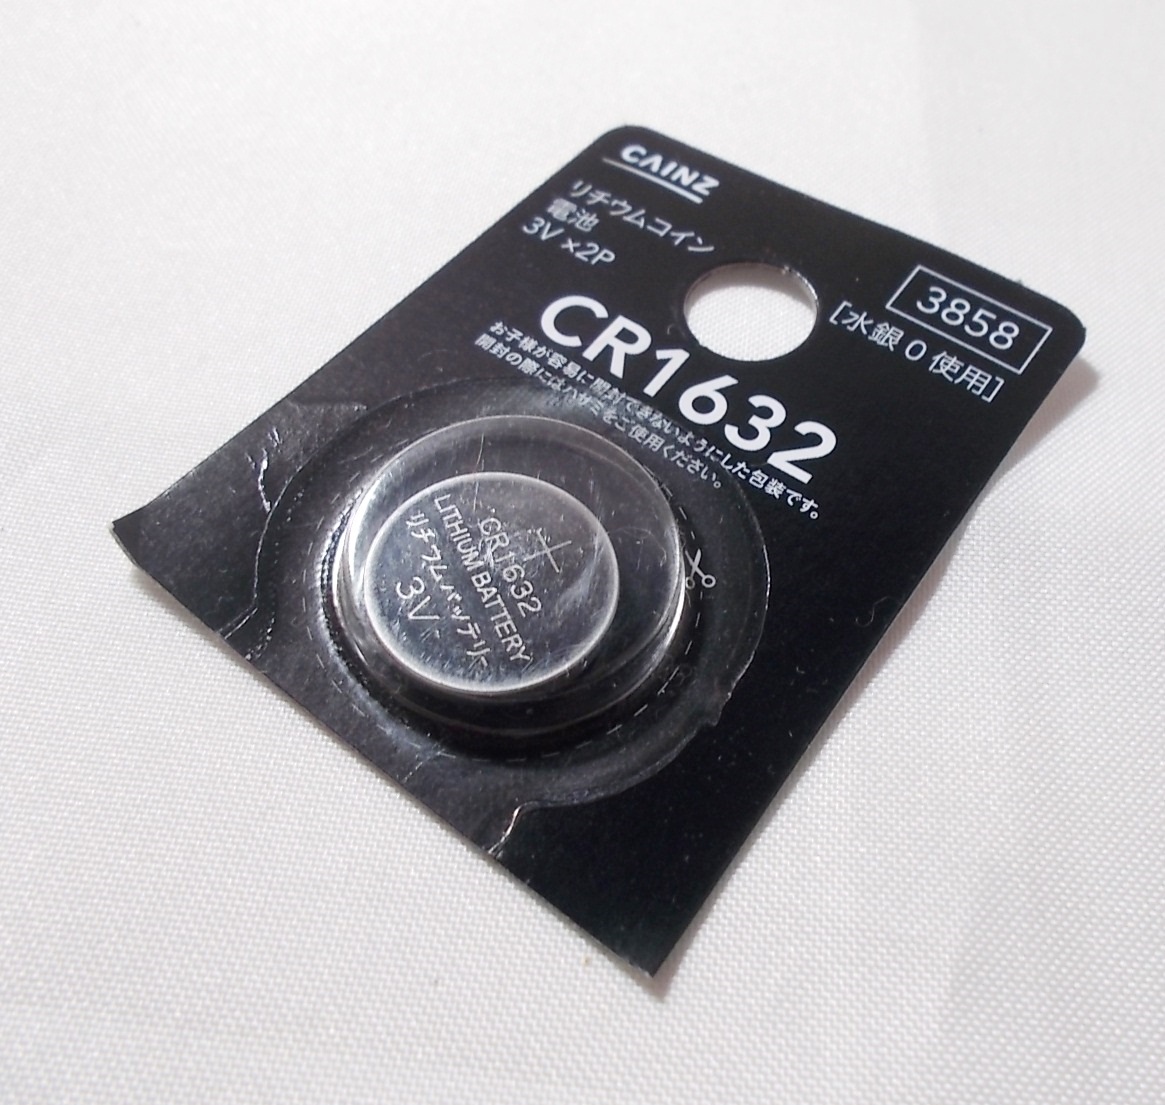 CAINZ
リチウムコイン
電池
3V ×2P
3858
[水銀0使用]
CR1632
お子様が容易に開封できないようにした包装です。
開封の際にはハサミをご使用ください。
+
CR1632
LITHIUM BATTERY
リチウムバッテリー
3V